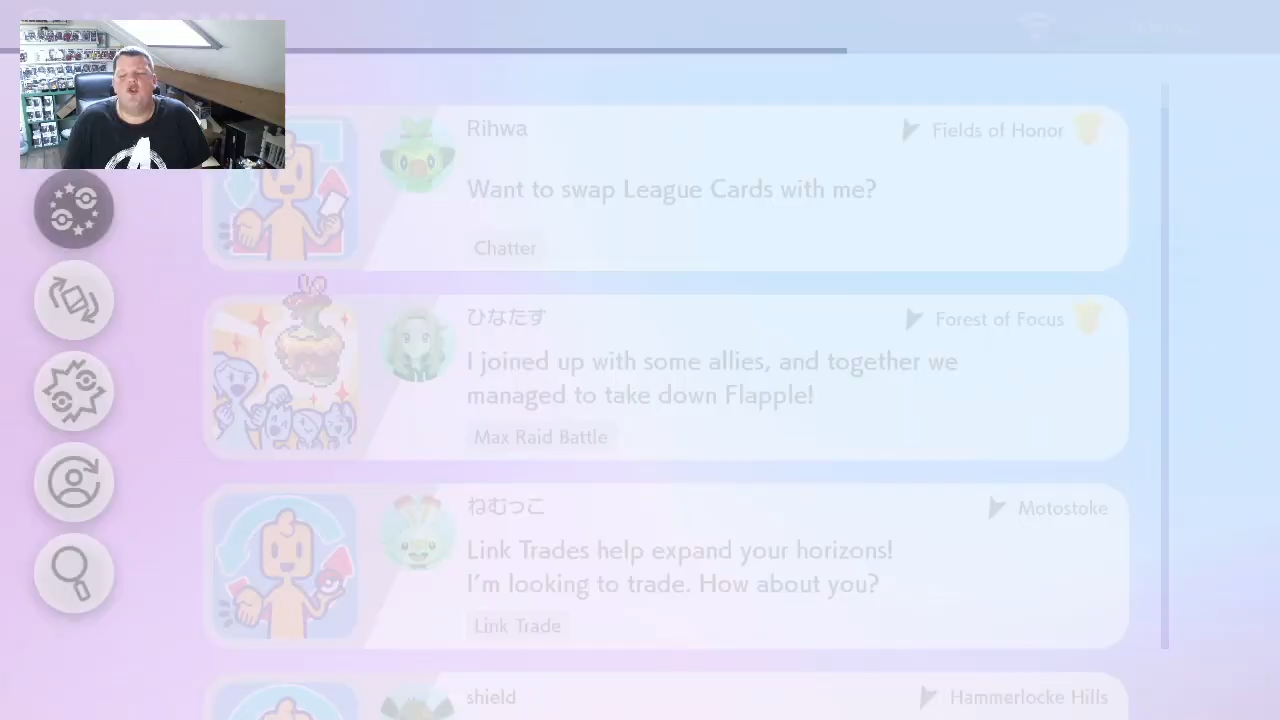 Rihwa
Fields of Honor
Want to swap League Cards with me?
Chatter
ひなたず
Forest of Focus
I joined up with some allies, and together we
managed to take down Flapple!
Max Raid Battle
ねむっこ
Motostoke
Link Trades help expand your horizons!
I'm looking to trade. How about you?
Link Trade
shield
Hammerlocke Hills